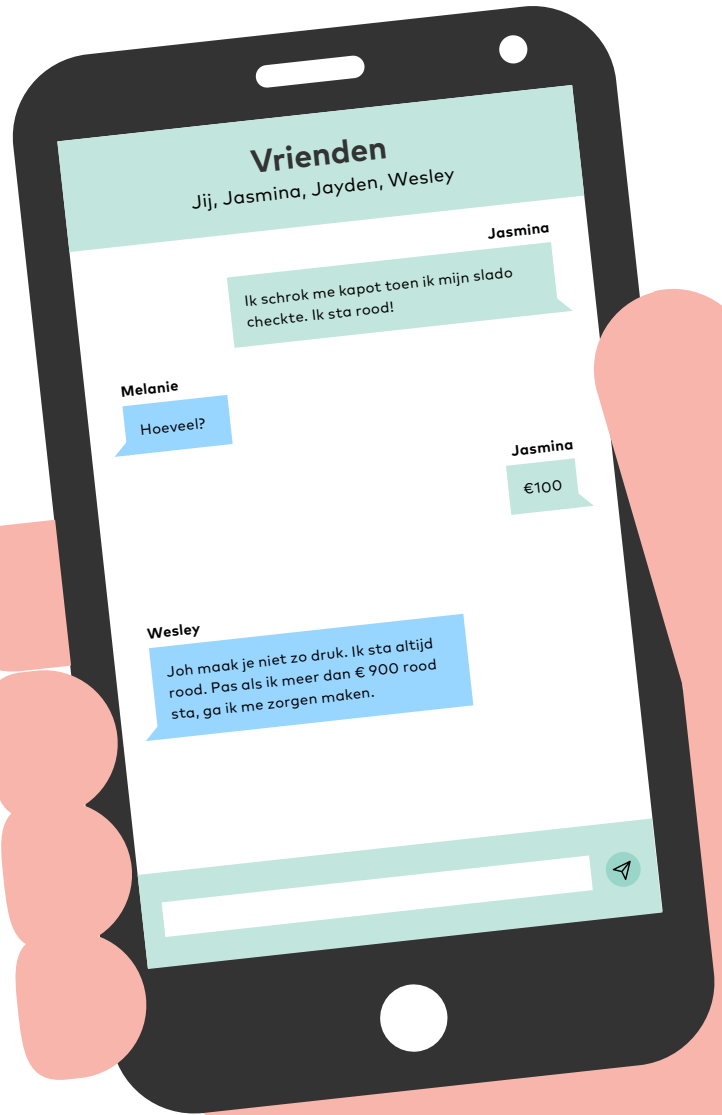 Vrienden
Jij, Jasmina, Jayden, Wesley
Jasmina
Ik schrok me kapot toen ik mijn slado
checkte. Ik sta rood!
Melanie
Hoeveel?
Jasmina
€100
Wesley
Joh maak je niet zo druk. Ik sta altijd
rood. Pas als ik meer dan € 900 rood
sta, ga ik me zorgen maken.